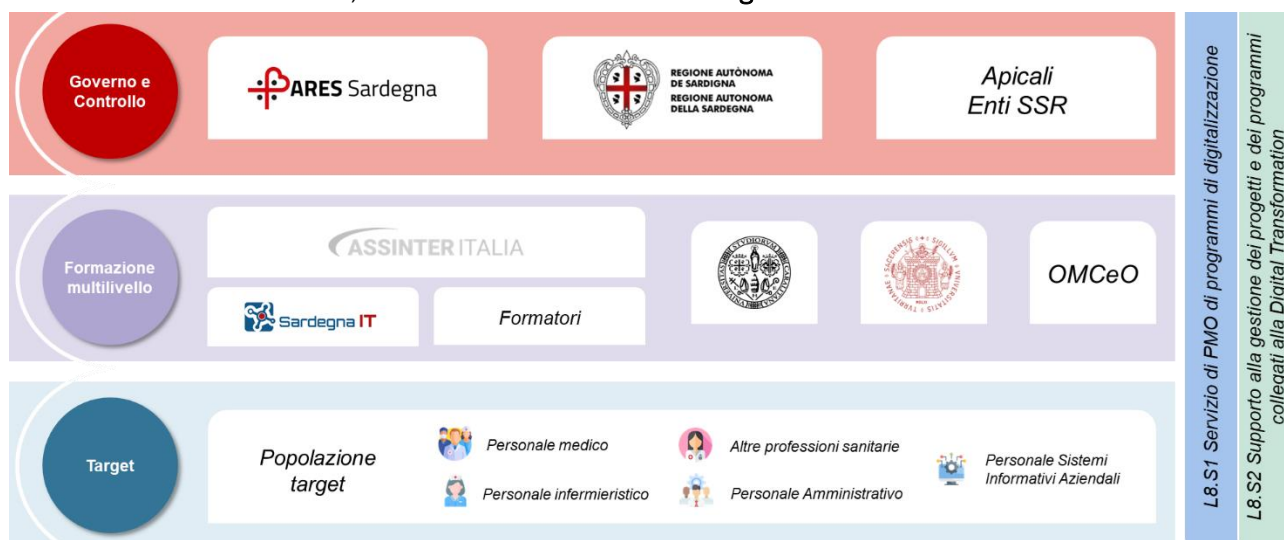 Governo e
Controllo
ARES Sardegna
REGIONE AUTÒNOMA
DE SARDIGNA
REGIONE AUTONOMA
DELLA SARDEGNA
Apicali
Enti SSR
Formazione
multilivello
ASSINTER ITALIA
Sardegna IT
Formatori
OMCeO
Target
Popolazione
target
Personale medico
Personale infermieristico
Altre professioni sanitarie
Personale Amministrativo
Personale Sistemi
Informativi Aziendali
L8.S1 Servizio di PMO di programmi di digitalizzazione
L8.S2 Supporto alla gestione dei progetti e dei programmi
collegati alla Digital Transformation